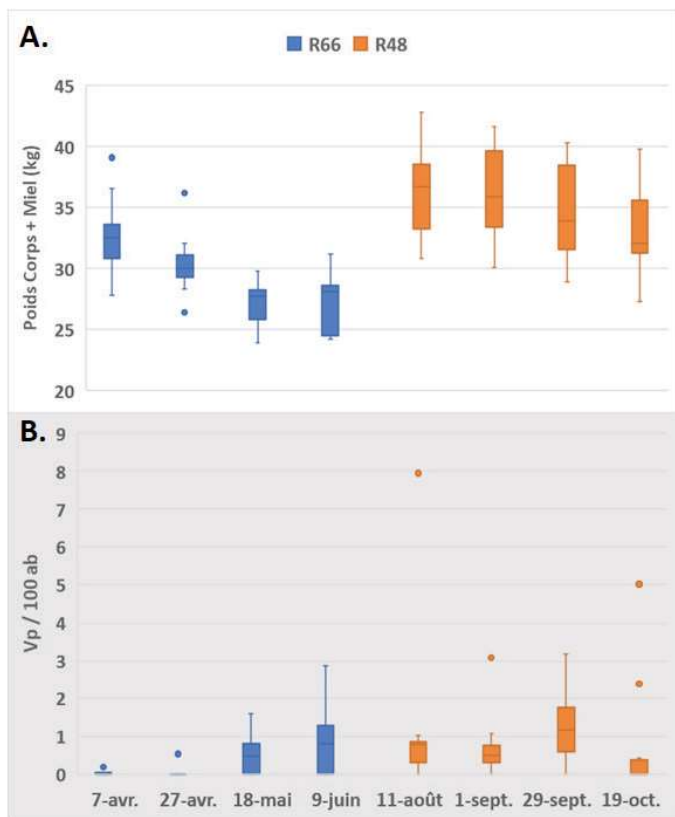 A.
R66 R48
Poids Corps + Miel (kg)
45
40
35
30
25
20
B.
Vp / 100 ab
9
8
7
6
5
4
3
2
1
0
7-avr. 27-avr. 18-mai 9-juin 11-août 1-sept. 29-sept. 19-oct.